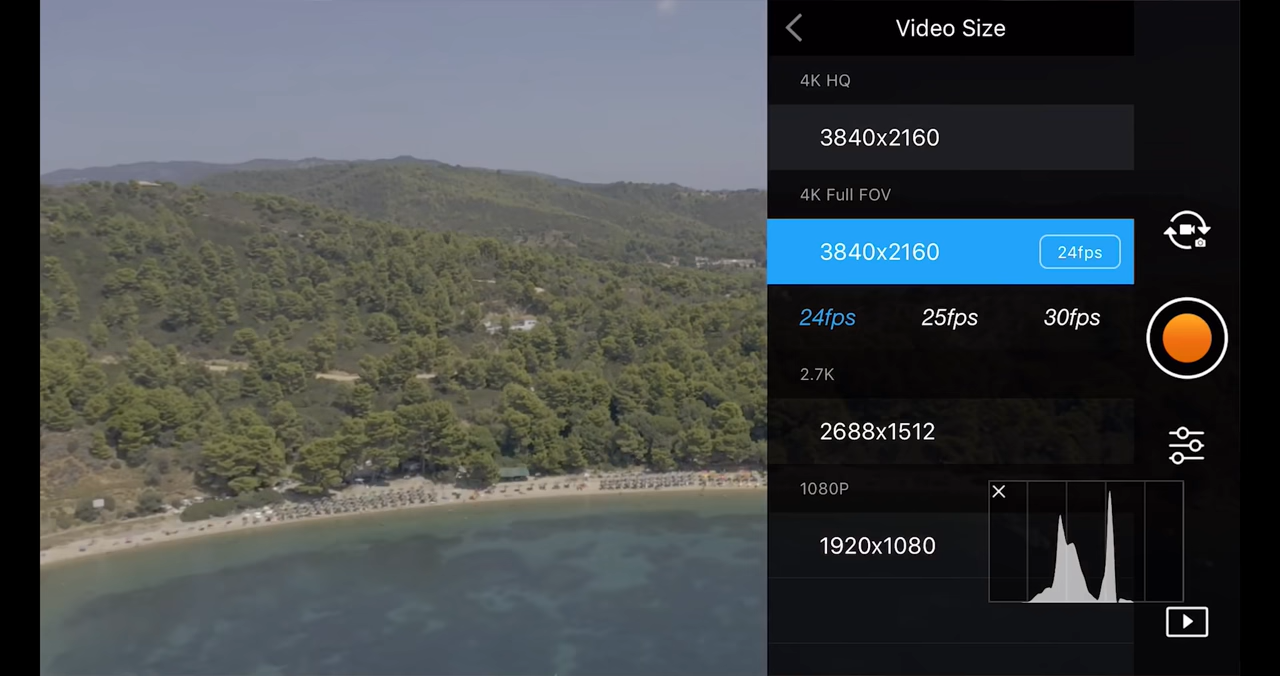 Video Size
4K HQ
3840x2160
4K Full FOV
3840x2160 24fps
24fps 25fps 30fps
2.7K
2688x1512
1080P
1920x1080